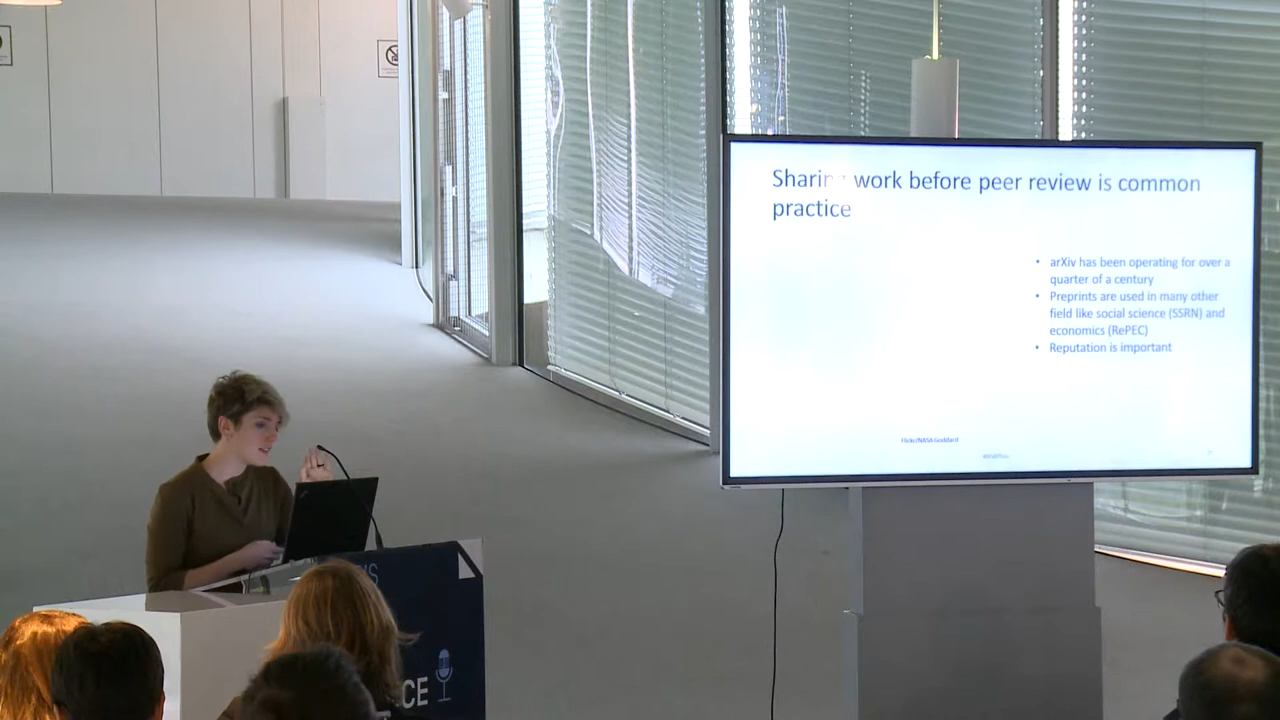 Sharing work before peer review is common
practice
• arXiv has been operating for over a
quarter of a century
• Preprints are used in many other
field like social science (SSRN) and
economics (RePEC)
• Reputation is important
Flickr/NASA Goddard
CE